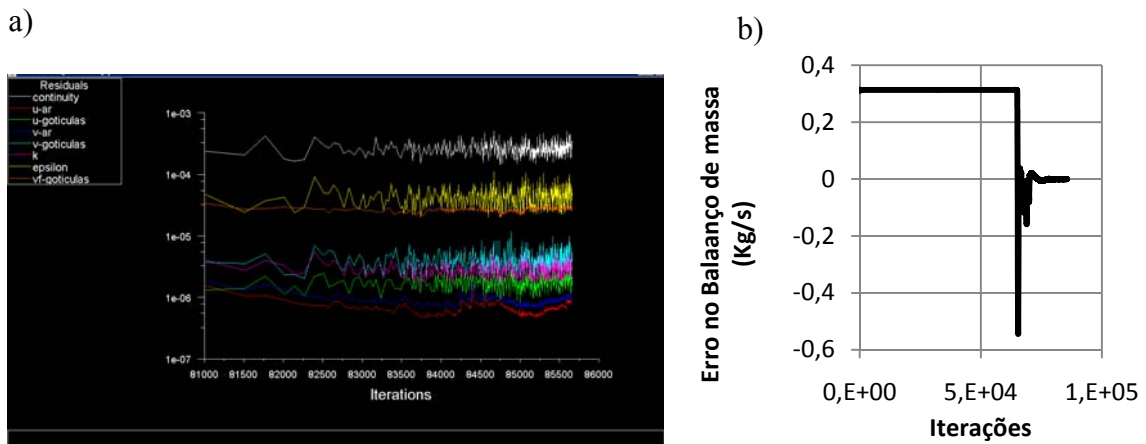 a)
Residuals
continuity
u-ar
u-goticulas
v-ar
v-goticulas
k
epsilon
vf-goticulas
1e-03
1e-04
1e-05
1e-06
1e-07
81000 81500 82000 82500 83000 83500 84000 84500 85000 85500 86000
Iterations
b)
0,4
0,2
0
-0,2
-0,4
-0,6
0,E+00 5,E+04 1,E+05
Erro no Balaanço de massa
(Kg/s)
Iterações